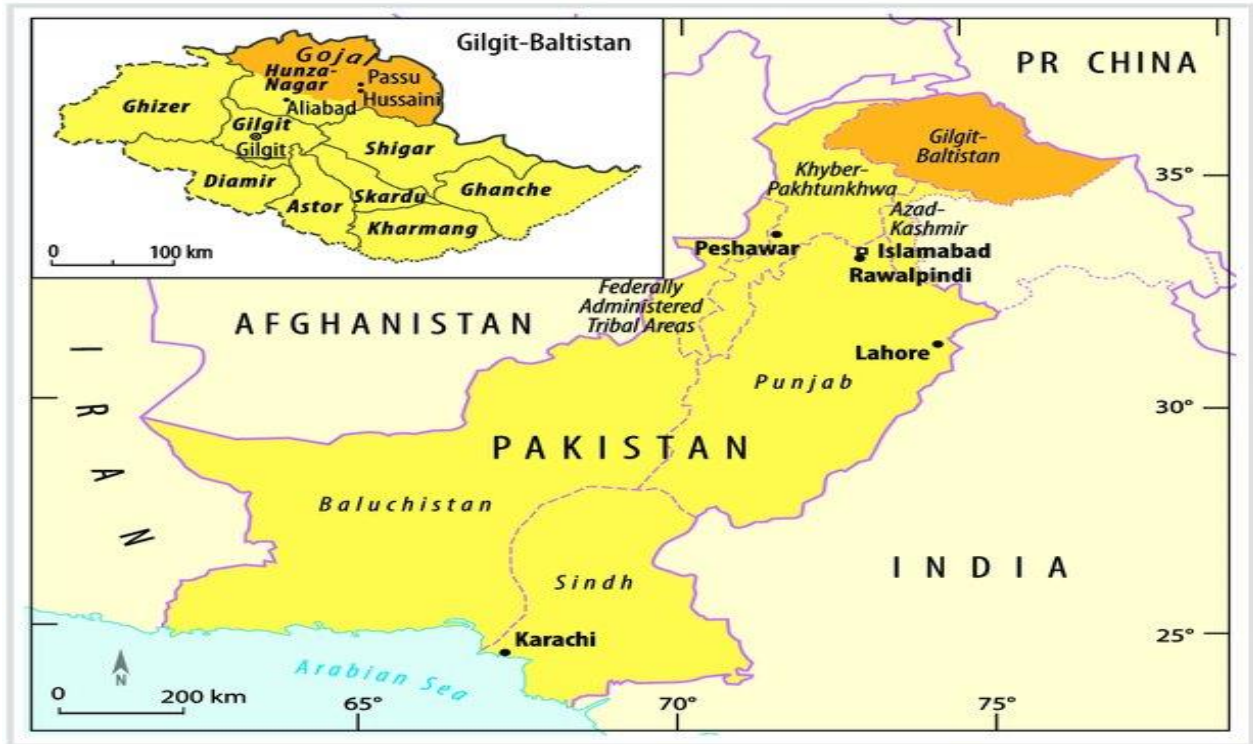 Gilgit-Baltistan
Gojal
Hunza-
Nagar
Passu
Hussaini
Aliabad
Ghizer
Gilgit
Gilgit
Shigar
Diamir
Skardu
Ghanche
Astor
Kharmang
0 100 km
PR CHINA
Gilgit-
Baltistan
Khyber-
Pakhtunkhwa
35°
Azad-
Kashmir
Peshawar
Islamabad
Rawalpindi
Federally
Administered
Tribal Areas
AFGHANISTAN
IRAN
Lahore
Punjab
30°
PAKISTAN
Baluchistan
INDIA
Sindh
25°
Karachi
Arabian Sea
N
0 200 km
65° 70° 75°